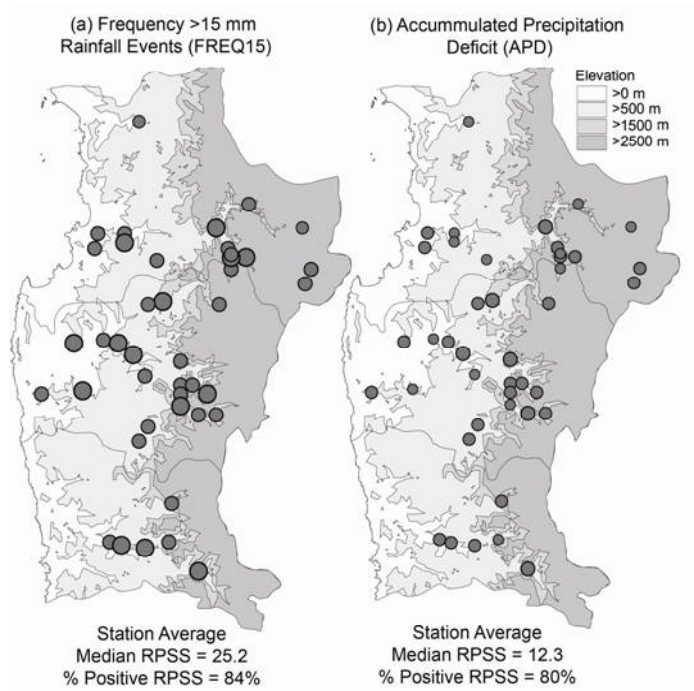 (a) Frequency >15 mm
Rainfall Events (FREQ15)
(b) Accummulated Precipitation
Deficit (APD)
Elevation
>0 m
>500 m
>1500 m
>2500 m
Station Average
Median RPSS = 25.2
% Positive RPSS = 84%
Station Average
Median RPSS = 12.3
% Positive RPSS = 80%